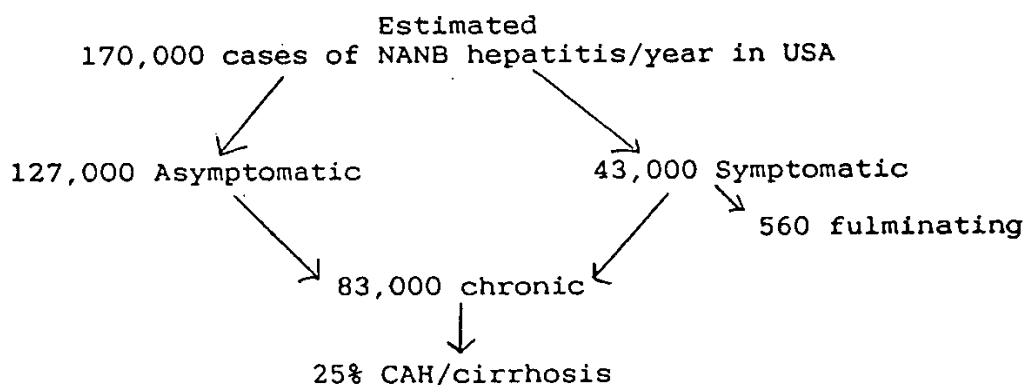 Estimated
170,000 cases of NANB hepatitis/year in USA
127,000 Asymptomatic
43,000 Symptomatic
560 fulminating
83,000 chronic
25% CAH/cirrhosis